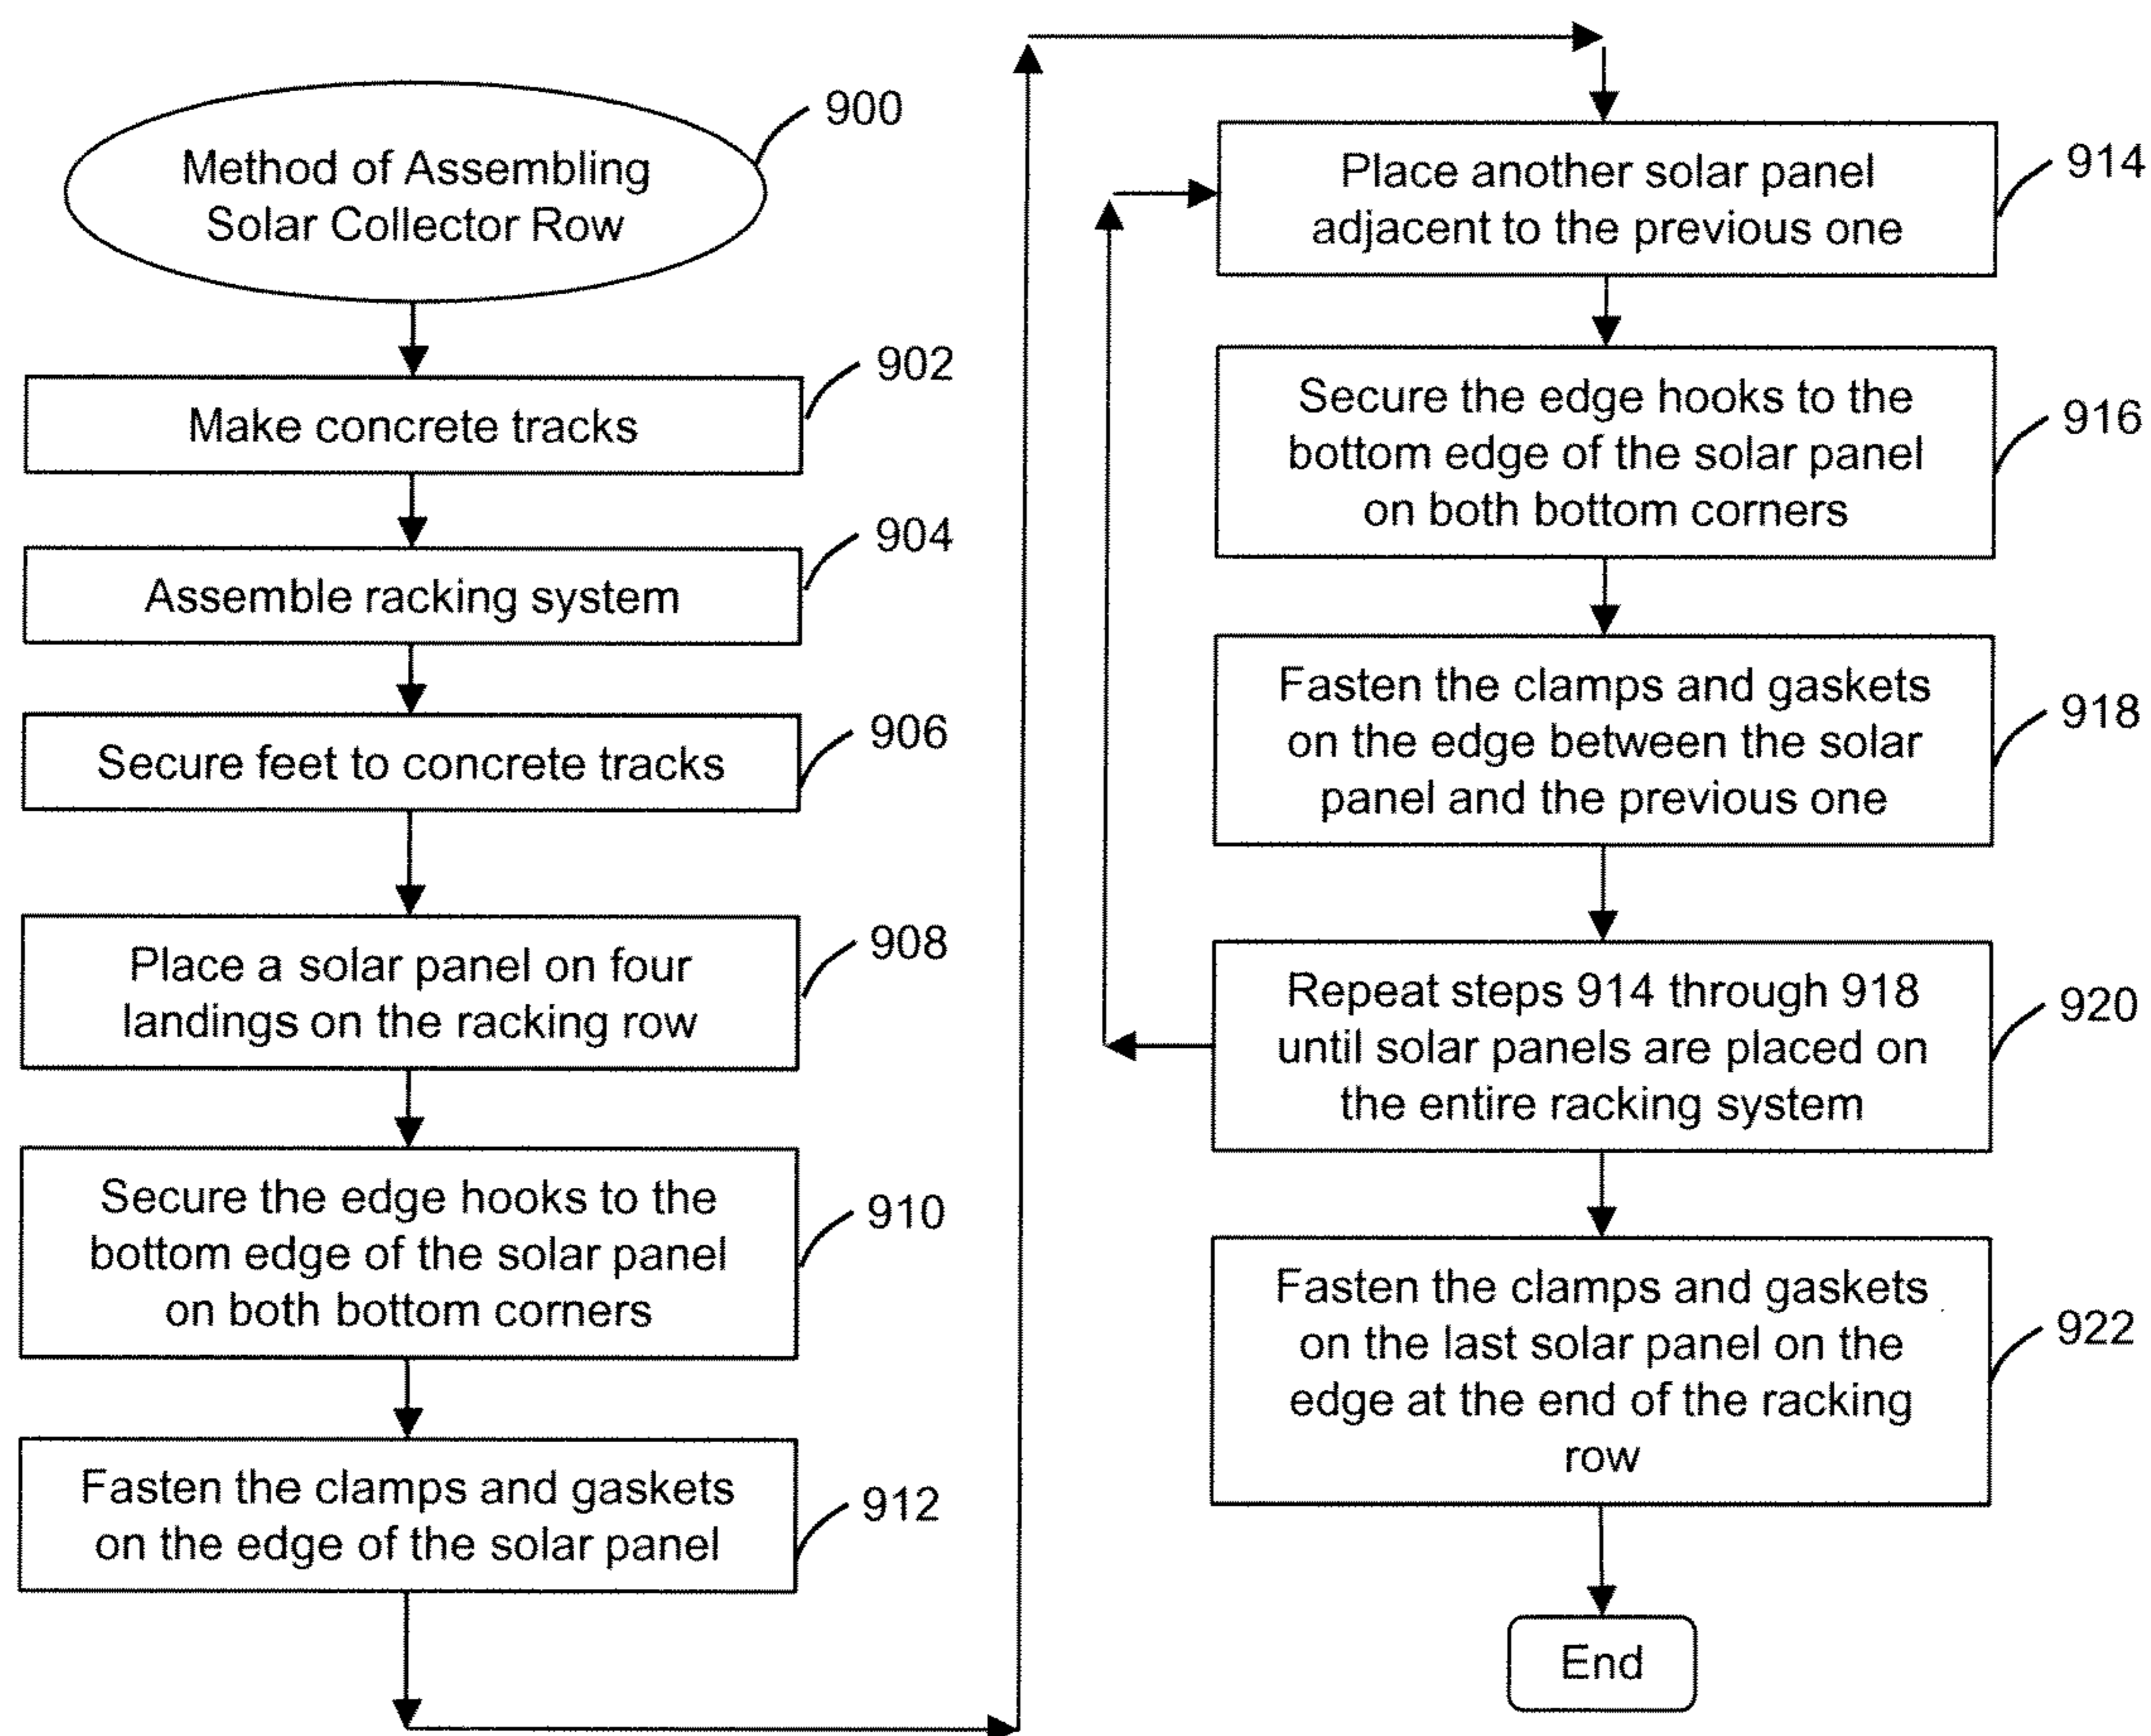 900
Method of Assembling
Solar Collector Row
902
Make concrete tracks
904
Assemble racking system
906
Secure feet to concrete tracks
908
Place a solar panel on four
landings on the racking row
910
Secure the edge hooks to the
bottom edge of the solar panel
on both bottom corners
912
Fasten the clamps and gaskets
on the edge of the solar panel
914
Place another solar panel
adjacent to the previous one
916
Secure the edge hooks to the
bottom edge of the solar panel
on both bottom corners
918
Fasten the clamps and gaskets
on the edge between the solar
panel and the previous one
920
Repeat steps 914 through 918
until solar panels are placed on
the entire racking system
922
Fasten the clamps and gaskets
on the last solar panel on the
edge at the end of the racking
row
End